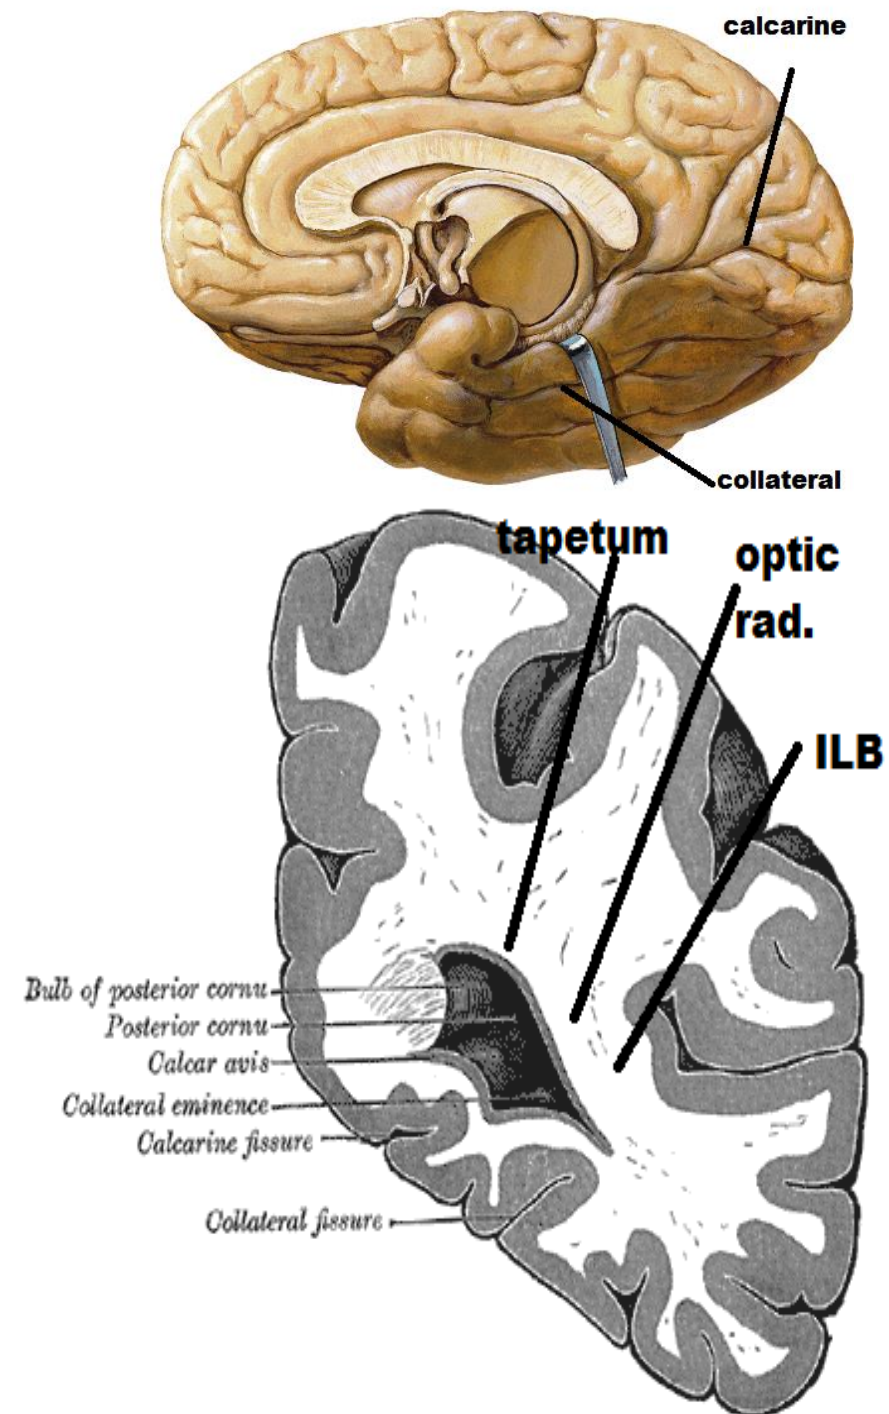 calcarine
collateral
tapetum
optic
rad.
ILB
Bulb of posterior cornu
Posterior cornu
Calcar avis
Collateral eminence
Calcarine fissure
Collateral fissure